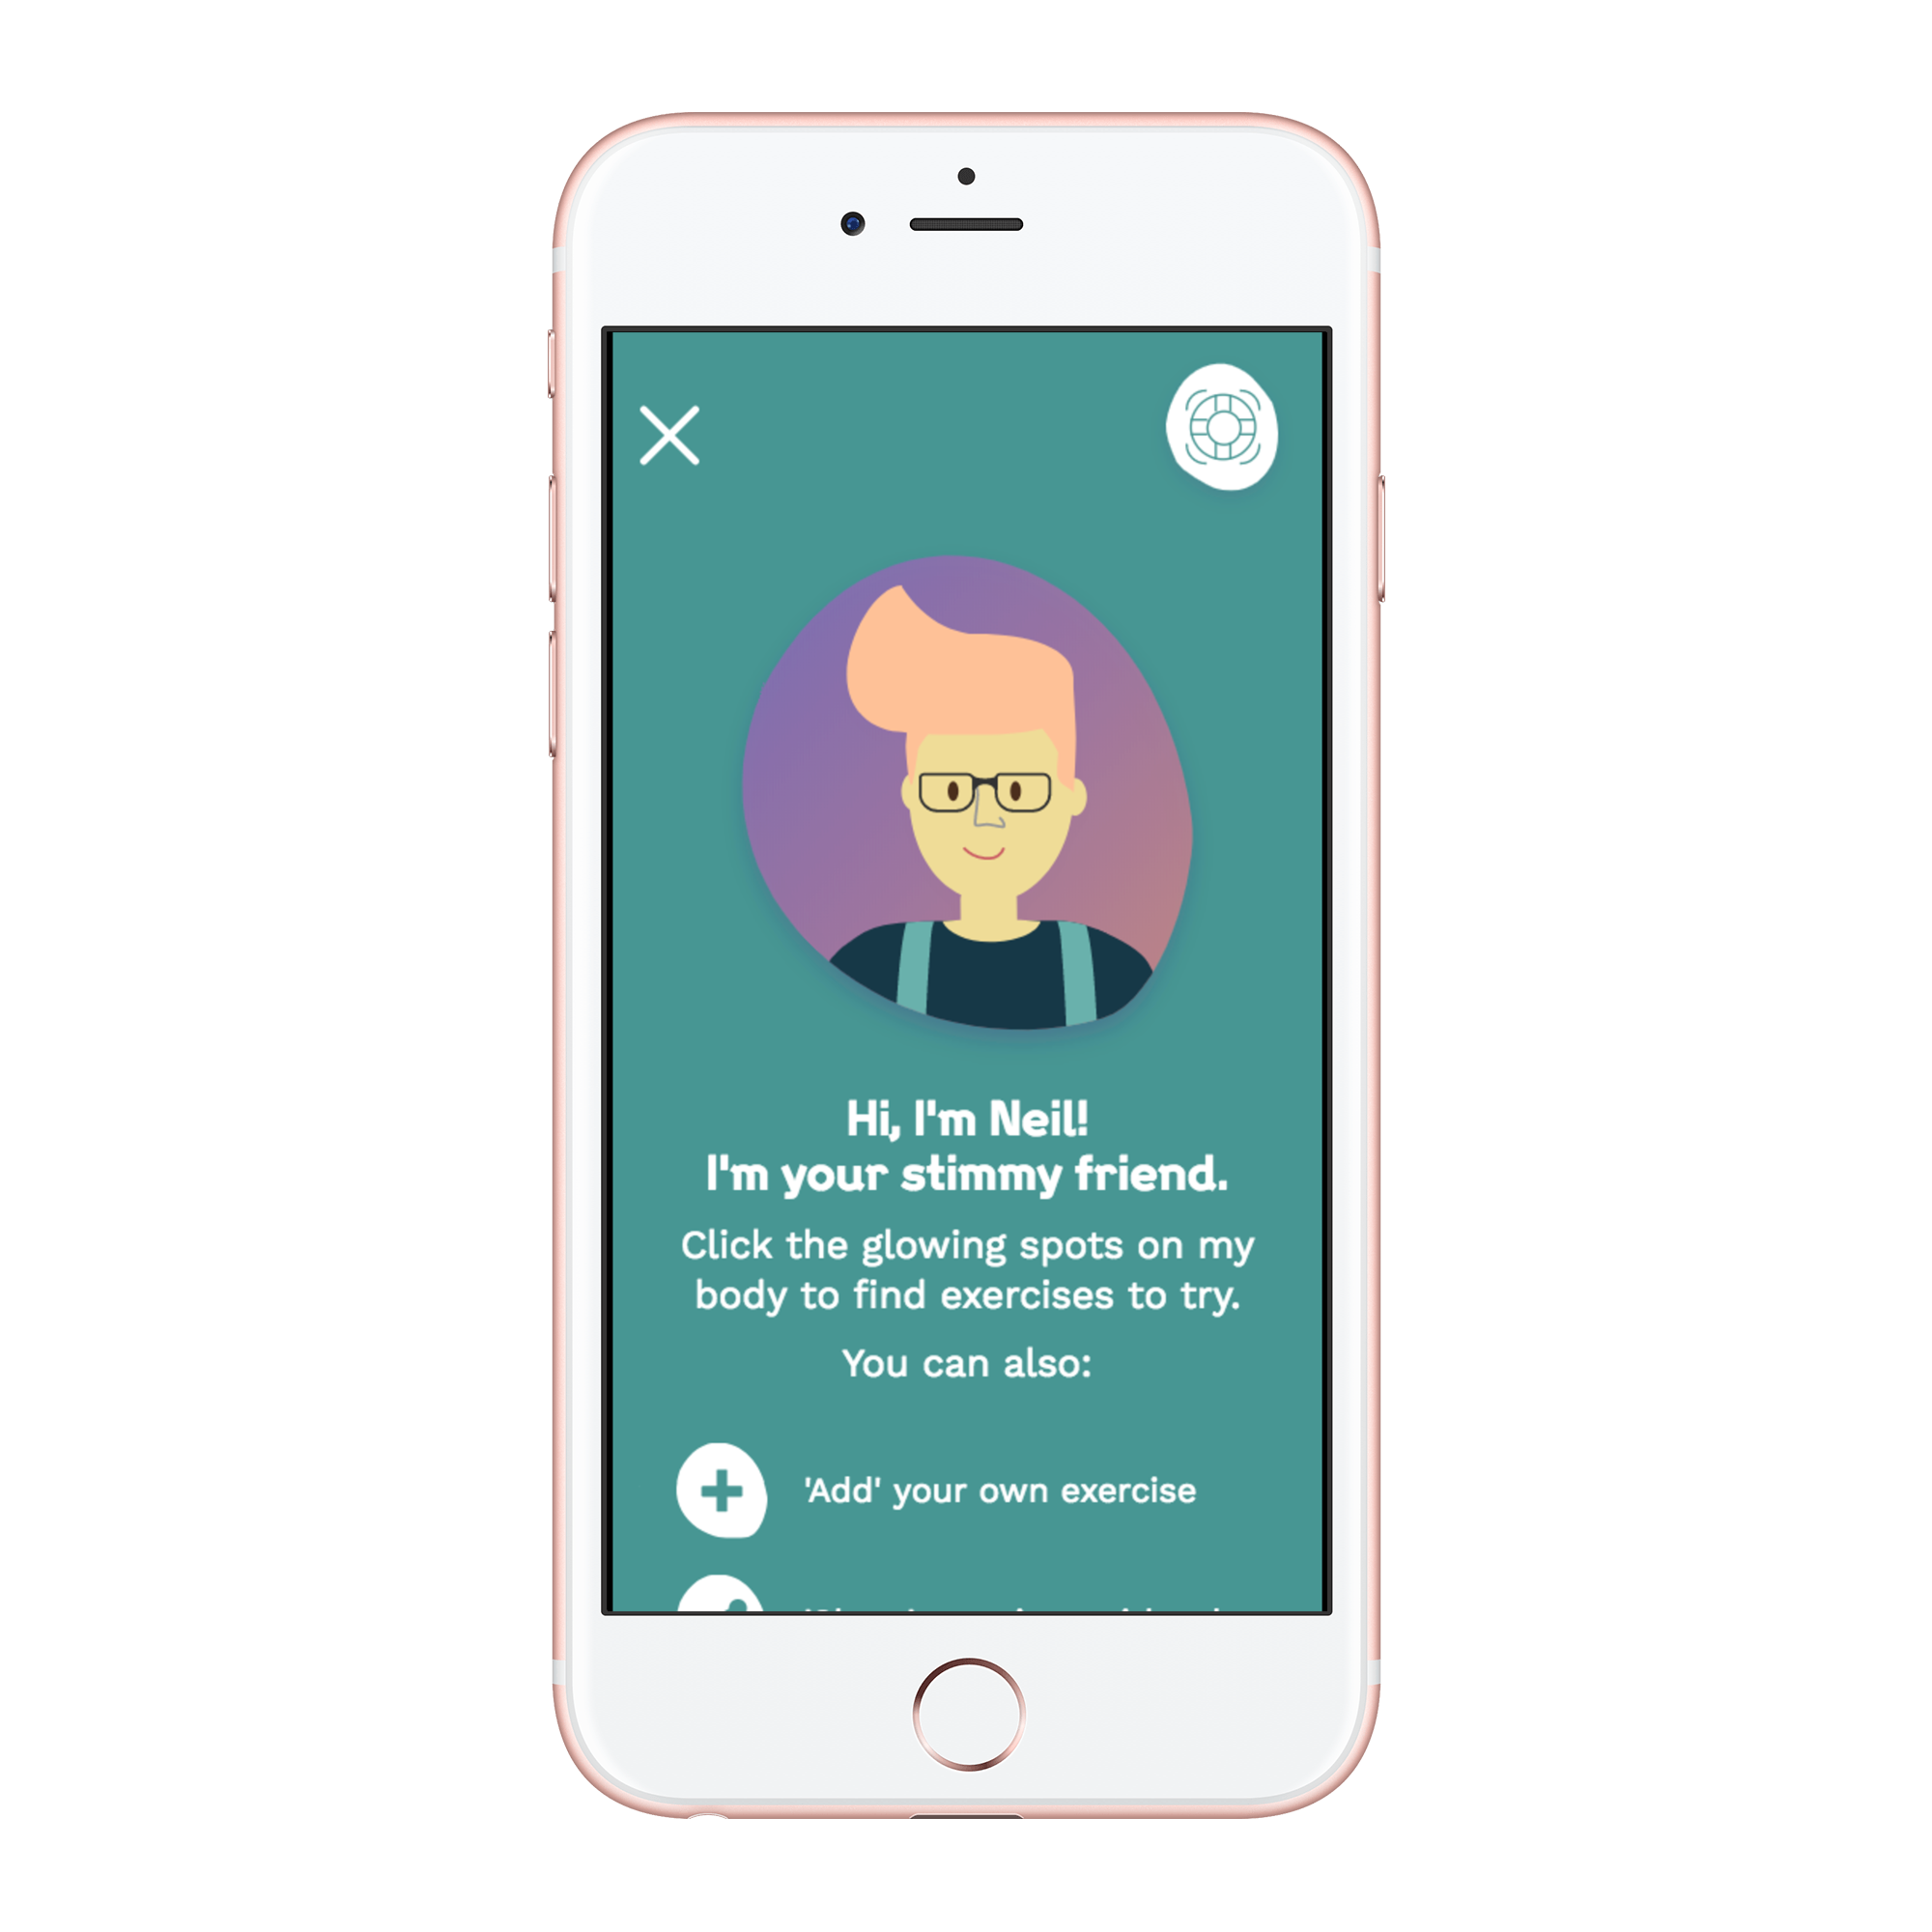 Hi, I'm Neil!
I'm your stimmy friend.
Click the glowing spots on my
body to find exercises to try.
You can also:
'Add' your own exercise